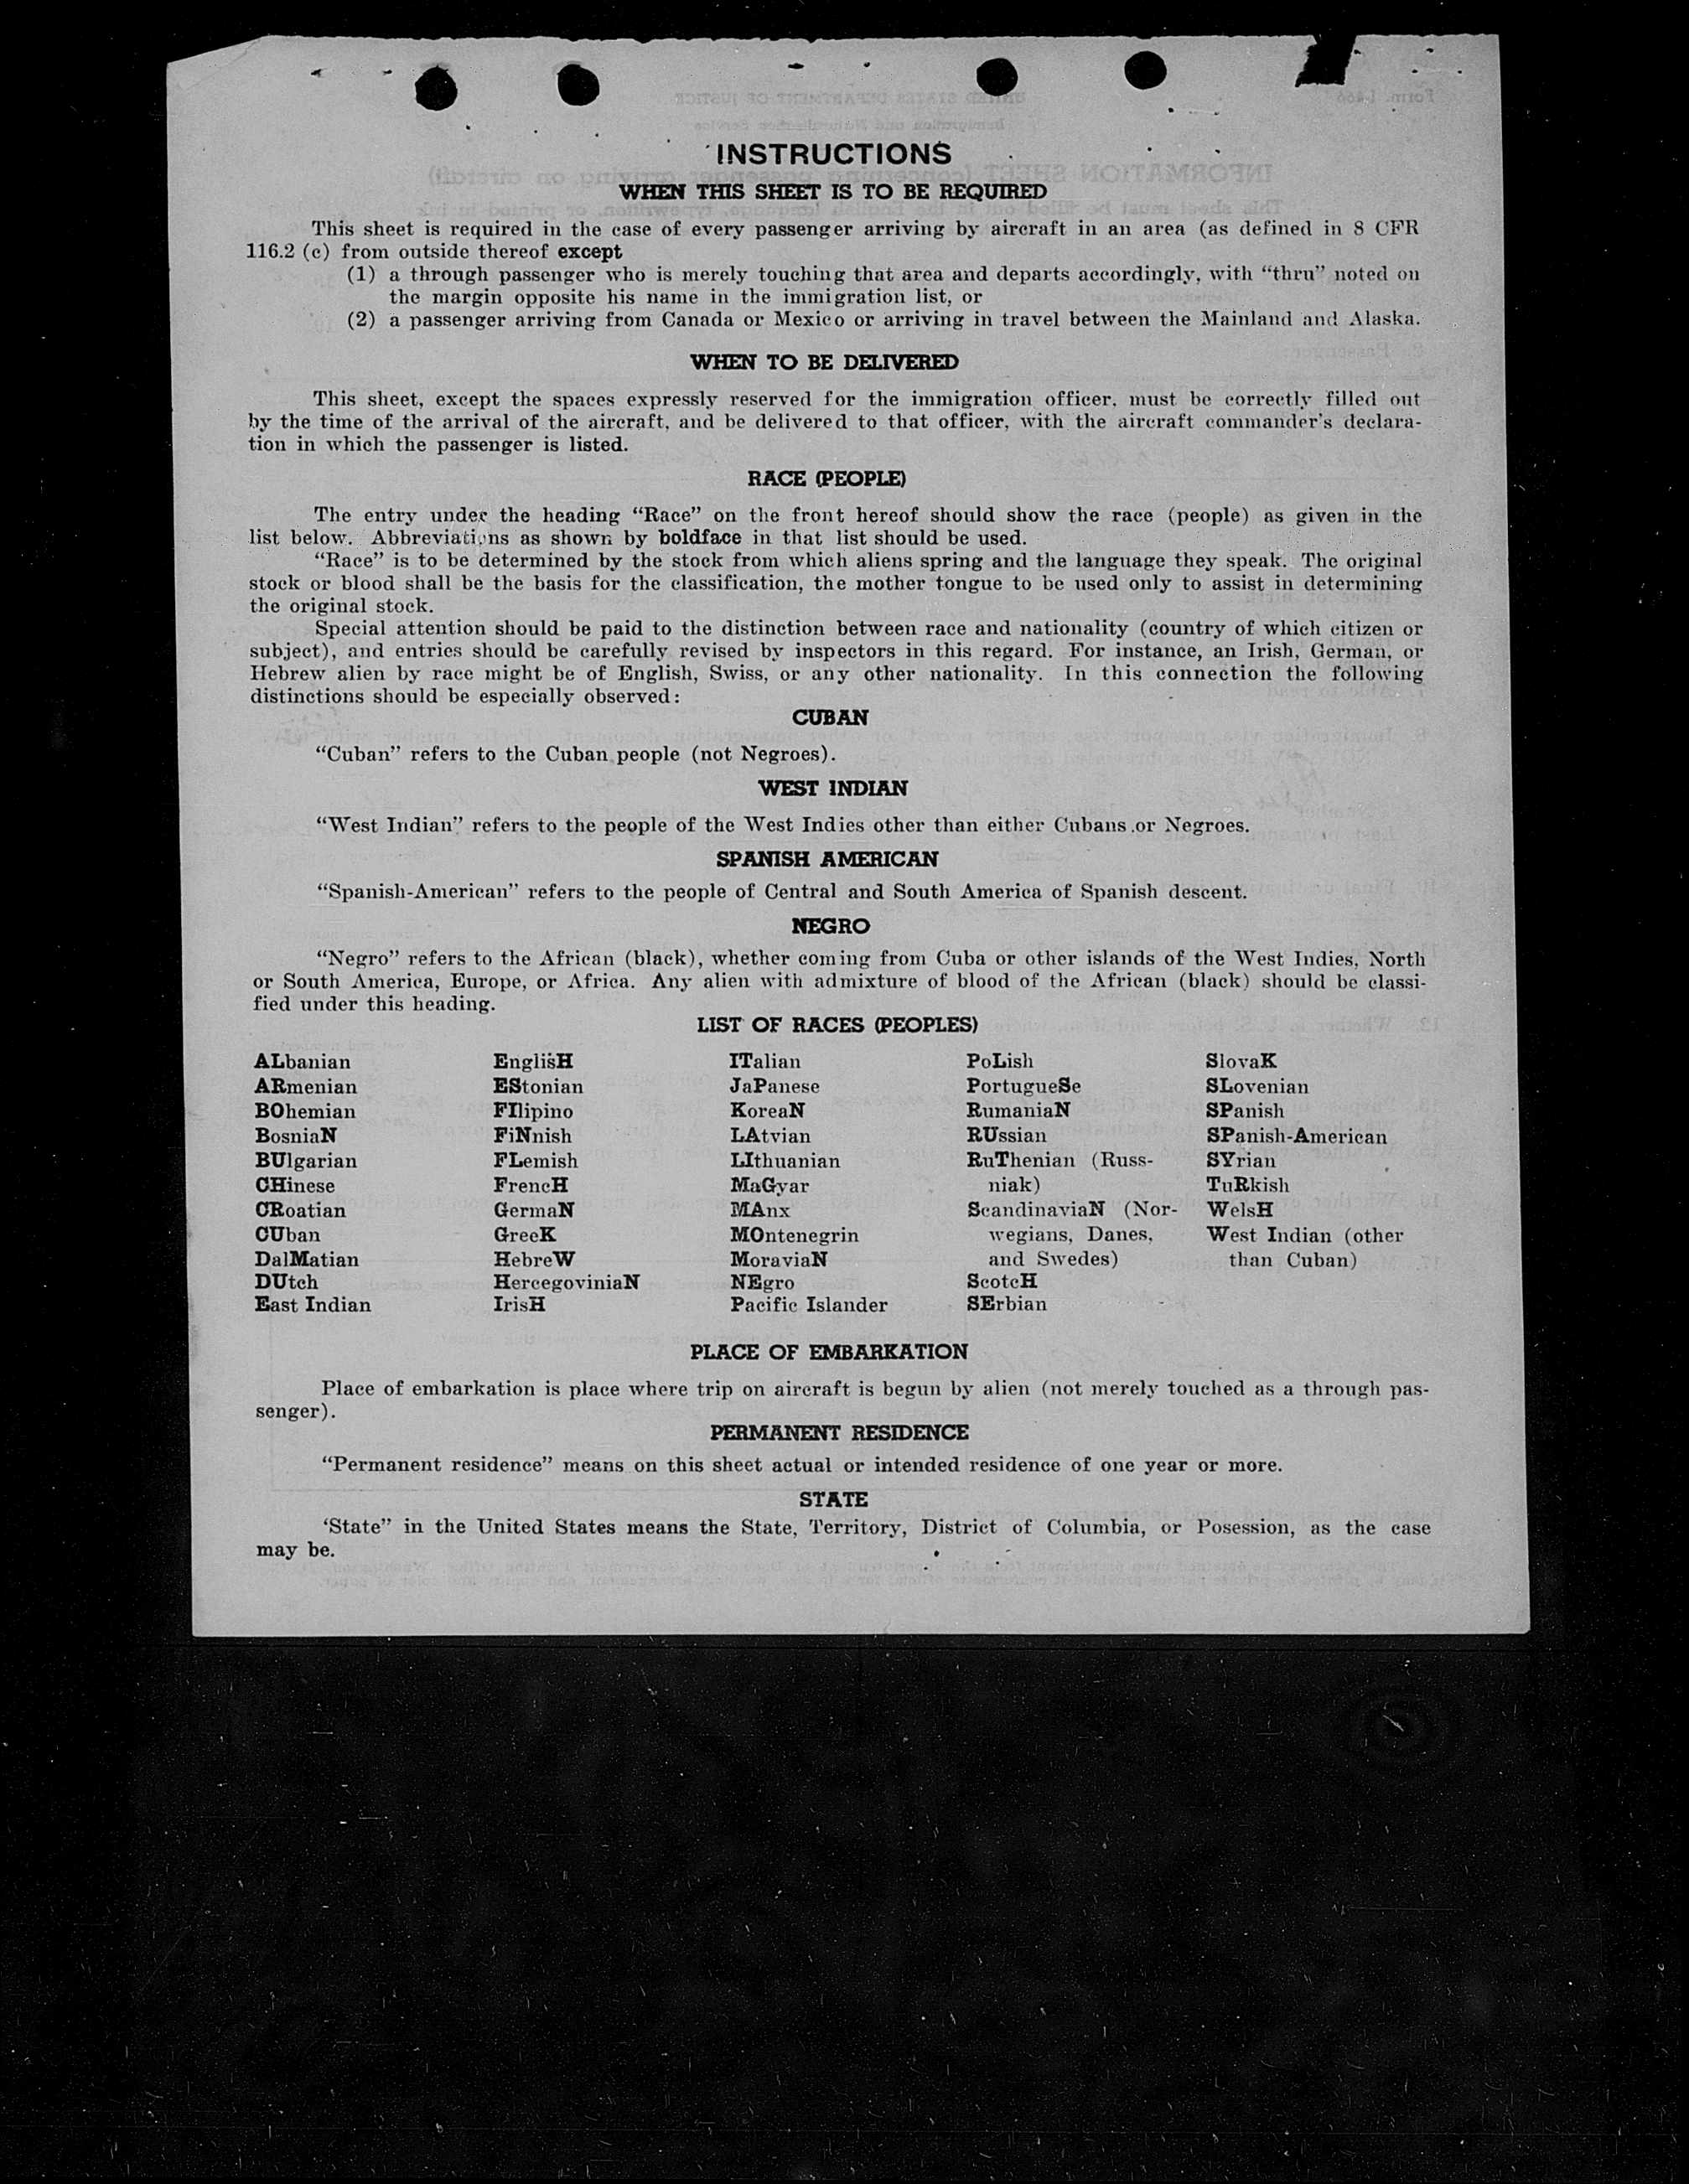 INSTRUCTIONS
WHEN THIS SHEET IS TO BE REQUIRED
This sheet is required in the case of every passenger arriving by aircraft in an area (as defined in 8 CFR
116.2 (c) from outside thereof except
(1) a through passenger who is merely touching that area and departs accordingly, with “thru” noted on
the margin opposite his name in the immigration list, or
(2) a passenger arriving from Canada or Mexico or arriving in travel between the Mainland and Alaska.
WHEN TO BE DELIVERED
This sheet, except the spaces expressly reserved for the immigration officer, must be correctly filled out
by the time of the arrival of the aircraft, and be delivered to that officer, with the aircraft commander's declara-
tion in which the passenger is listed.
RACE (PEOPLE)
The entry under the heading “Race” on the front hereof should show the race (people) as given in the
list below. Abbreviations as shown by boldface in that list should be used.
“Race” is to be determined by the stock from which aliens spring and the language they speak. The original
stock or blood shall be the basis for the classification, the mother tongue to be used only to assist in determining
the original stock.
Special attention should be paid to the distinction between race and nationality (country of which citizen or
subject), and entries should be carefully revised by inspectors in this regard. For instance, an Irish, German, or
Hebrew alien by race might be of English, Swiss, or any other nationality. In this connection the following
distinctions should be especially observed:
CUBAN
“Cuban” refers to the Cuban people (not Negroes).
WEST INDIAN
“West Indian” refers to the people of the West Indies other than either Cubans or Negroes.
SPANISH AMERICAN
“Spanish-American” refers to the people of Central and South America of Spanish descent.
NEGRO
“Negro” refers to the African (black), whether coming from Cuba or other islands of the West Indies, North
or South America, Europe, or Africa. Any alien with admixture of blood of the African (black) should be classi-
fied under this heading.
LIST OF RACES (PEOPLES)
ALbanian
ARmenian
BOhemian
BosniaN
BUlgarian
CHinese
CRoatian
CUban
DalMatian
DUtch
East Indian
EnglisH
EStonian
FIlipino
FiNnish
FLemish
FrencH
GermaN
GreeK
HebreW
HercegoviniaN
IrisH
ITalian
JaPanese
KoreaN
LAtvian
LIthuanian
MaGyar
MAnx
MOntenegrin
MoraviaN
NEgro
Pacific Islander
PoLish
PortugueSe
RumaniaN
RUssian
RuThenian (Russ-
niak)
ScandinaviaN (Nor-
wegians, Danes,
and Swedes)
ScotcH
SErbian
SlovaK
SLovenian
SPanish
SPanish-American
SYrian
TuRkish
WelsH
West Indian (other
than Cuban)
PLACE OF EMBARKATION
Place of embarkation is place where trip on aircraft is begun by alien (not merely touched as a through pas-
senger).
PERMANENT RESIDENCE
“Permanent residence” means on this sheet actual or intended residence of one year or more.
STATE
‘State” in the United States means the State, Territory, District of Columbia, or Posession, as the case
may be.